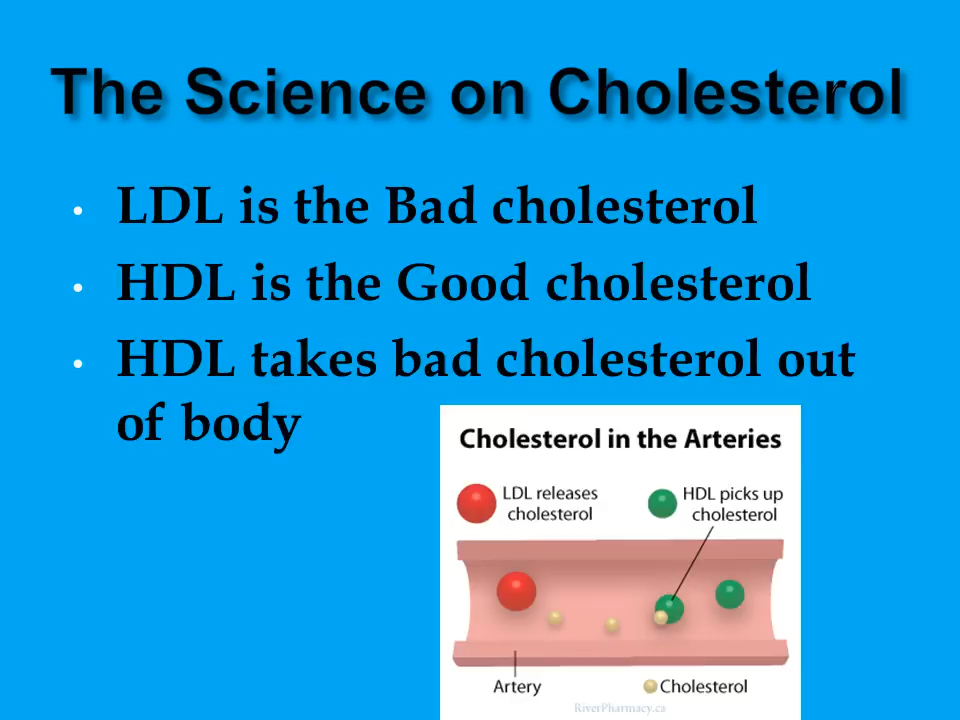 The Science on Cholesterol
• LDL is the Bad cholesterol
• HDL is the Good cholesterol
• HDL takes bad cholesterol out
of body
Cholesterol in the Arteries
LDL releases
cholesterol
HDL picks up
cholesterol
Artery
Cholesterol
RiverPharmacy.ca